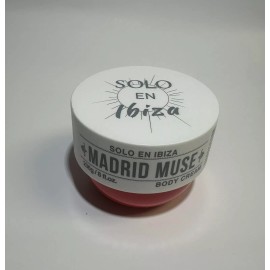 SOLO
EN
Ibiza
SOLO EN IBIZA
MADRID MUSE
BODY CREAM